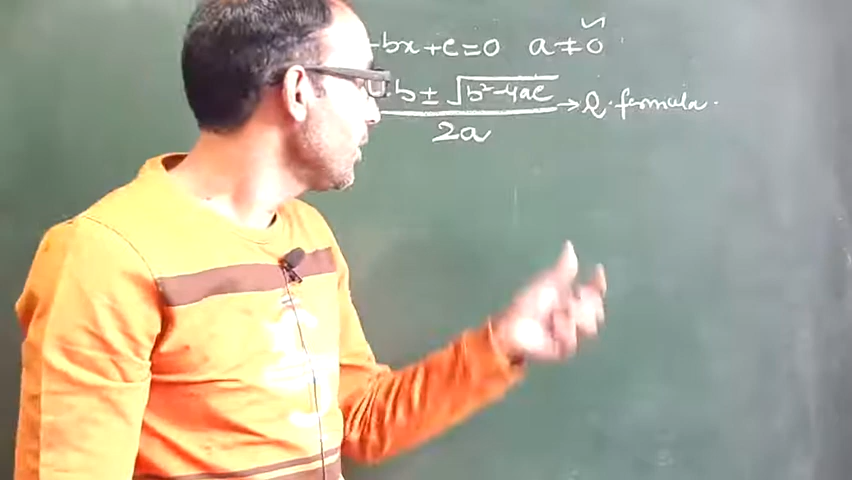 +bx+c=0 a≠0
b±√b²-4ac → Q.formula.
2a